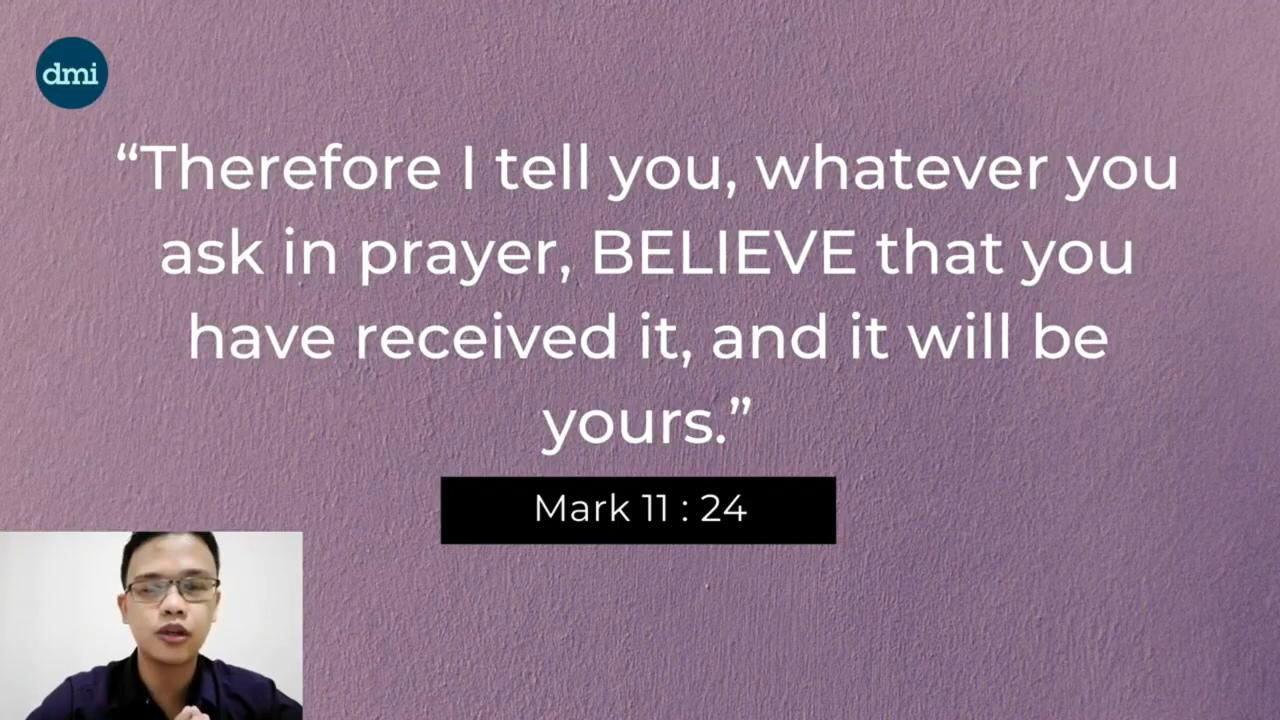 dmi
“Therefore I tell you, whatever you
ask in prayer, BELIEVE that you
have received it, and it will be
yours.”
Mark 11 : 24